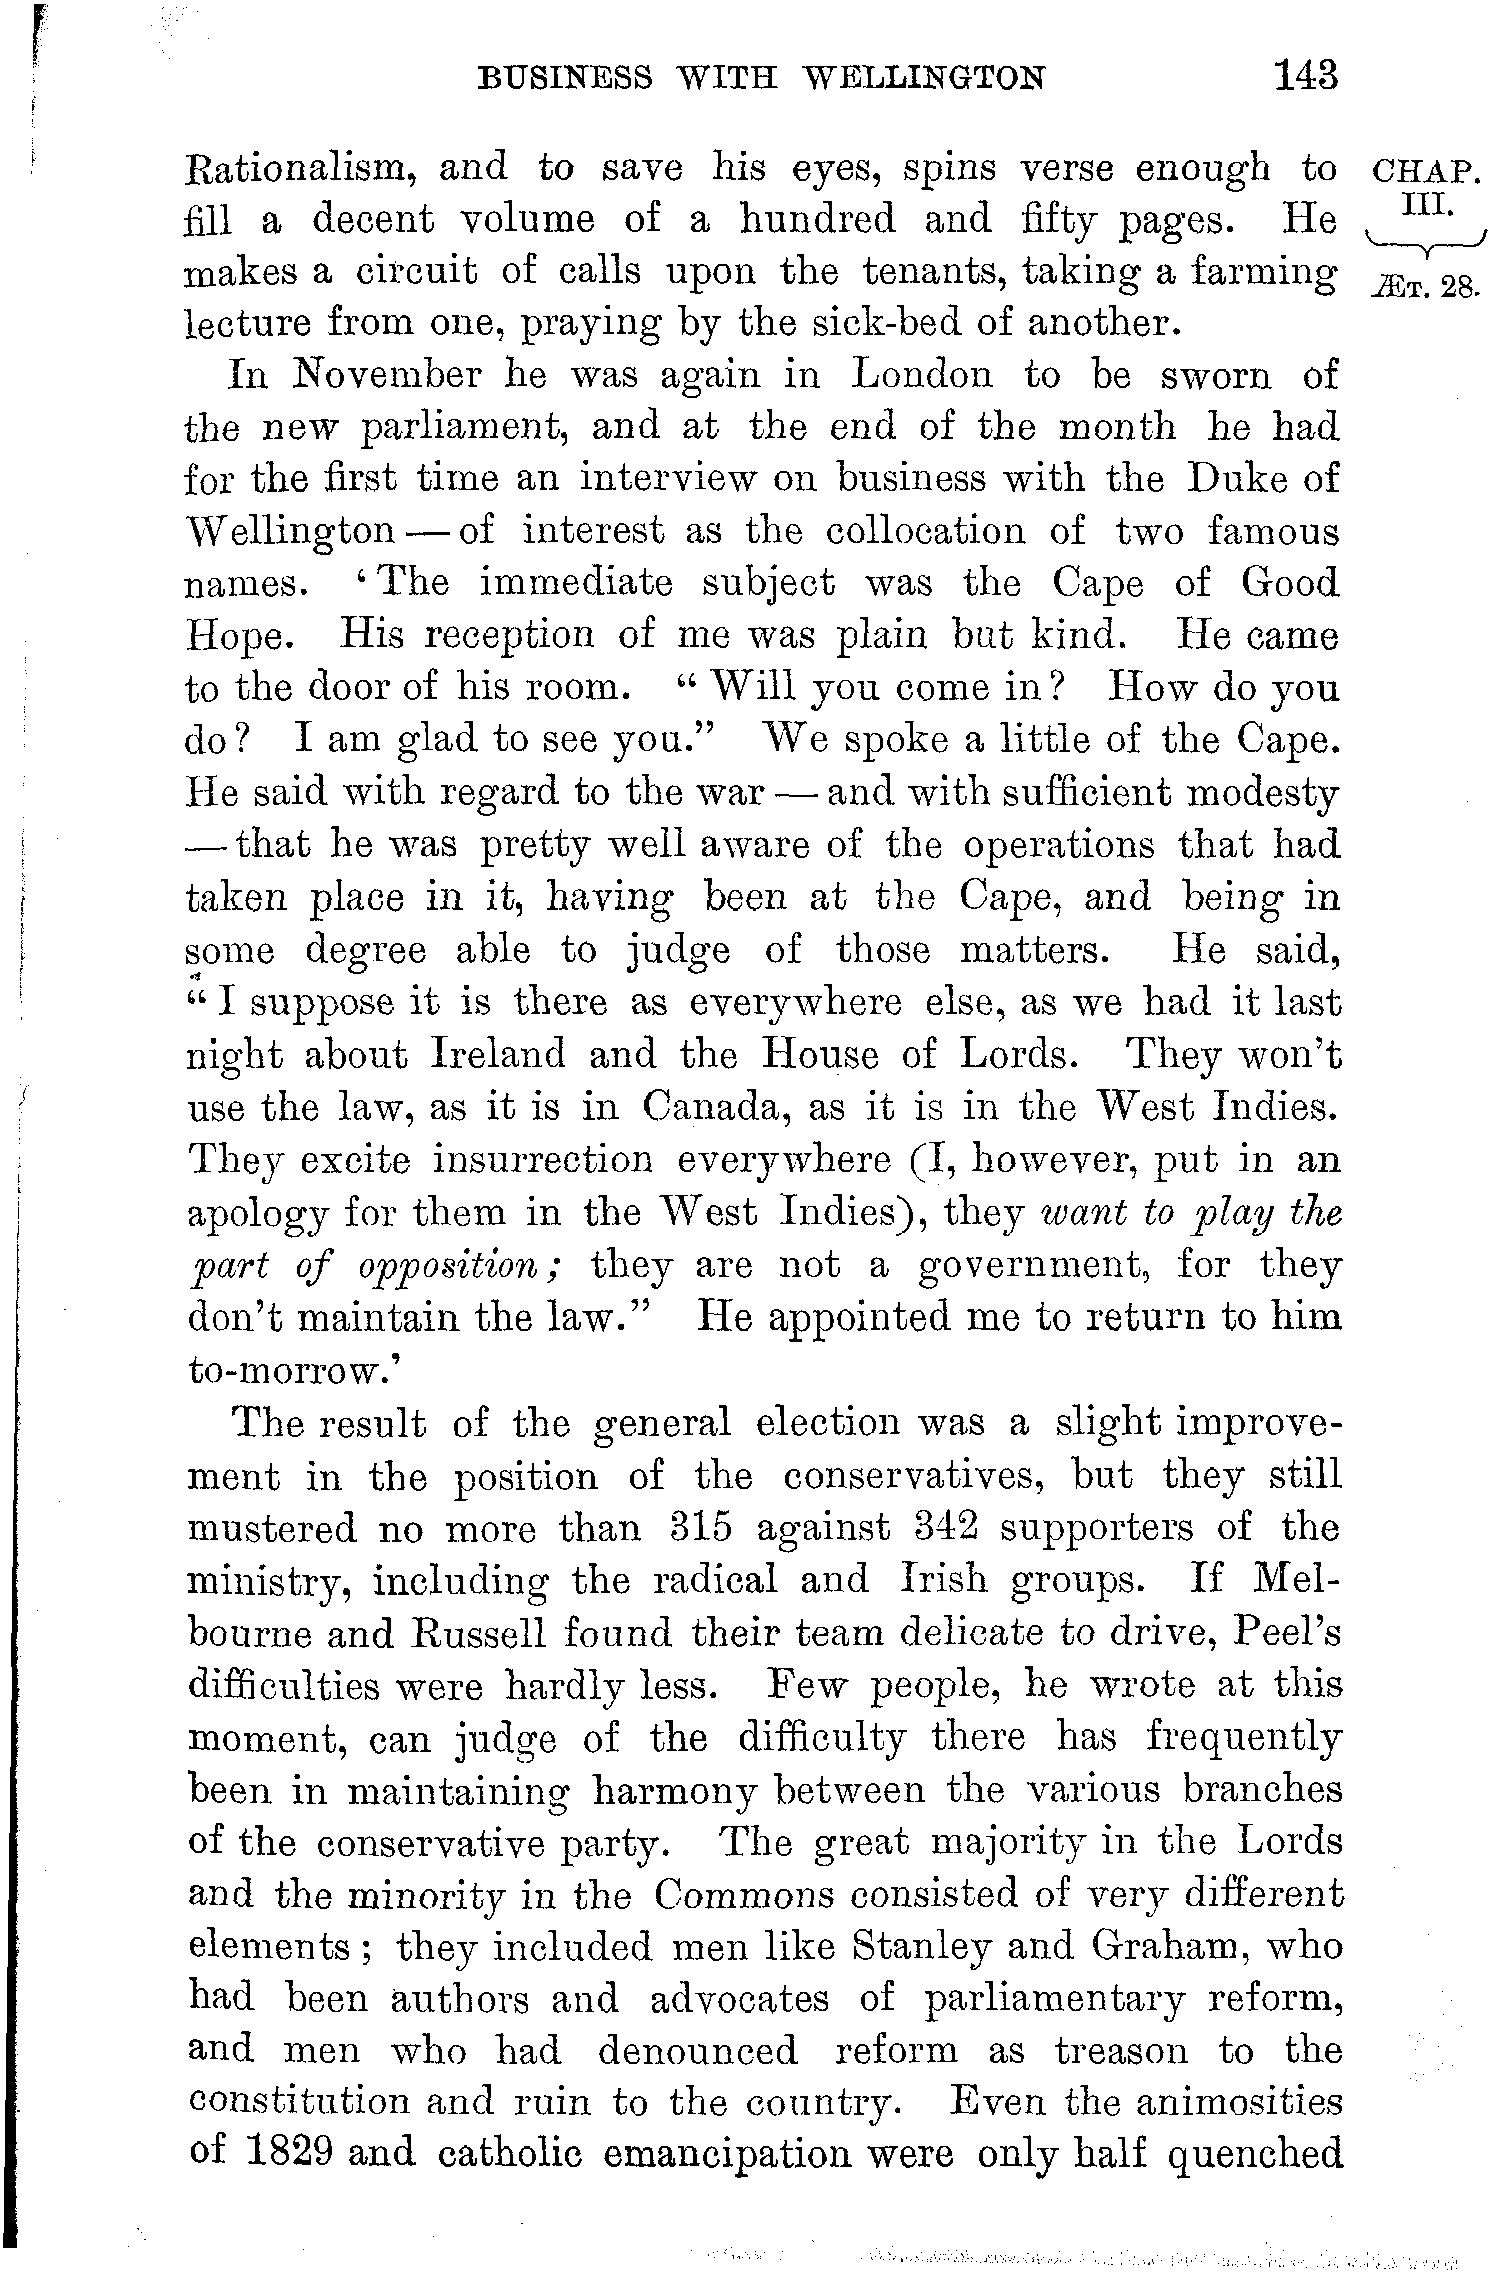 BUSINESS WITH WELLINGTON 143
Rationalism, and to save his eyes, spins verse enough to
fill a decent volume of a hundred and fifty pages. He
makes a circuit of calls upon the tenants, taking a farming
lecture from one, praying by the sick-bed of another.
In November he was again in London to be sworn of
the new parliament, and at the end of the month he had
for the first time an interview on business with the Duke of
Wellington — of interest as the collocation of two famous
names. ‘The immediate subject was the Cape of Good
Hope. His reception of me was plain but kind. He came
to the door of his room. “Will you come in? How do you
do? I am glad to see you.” We spoke a little of the Cape.
He said with regard to the war — and with sufficient modesty
— that he was pretty well aware of the operations that had
taken place in it, having been at the Cape, and being in
some degree able to judge of those matters. He said,
“I suppose it is there as everywhere else, as we had it last
night about Ireland and the House of Lords. They won’t
use the law, as it is in Canada, as it is in the West Indies.
They excite insurrection everywhere (I, however, put in an
apology for them in the West Indies), they want to play the
part of opposition; they are not a government, for they
don’t maintain the law.” He appointed me to return to him
to-morrow.’
The result of the general election was a slight improve-
ment in the position of the conservatives, but they still
mustered no more than 315 against 342 supporters of the
ministry, including the radical and Irish groups. If Mel-
bourne and Russell found their team delicate to drive, Peel’s
difficulties were hardly less. Few people, he wrote at this
moment, can judge of the difficulty there has frequently
been in maintaining harmony between the various branches
of the conservative party. The great majority in the Lords
and the minority in the Commons consisted of very different
elements; they included men like Stanley and Graham, who
had been authors and advocates of parliamentary reform,
and men who had denounced reform as treason to the
constitution and ruin to the country. Even the animosities
of 1829 and catholic emancipation were only half quenched
CHAP.
III.
ÆT. 28.